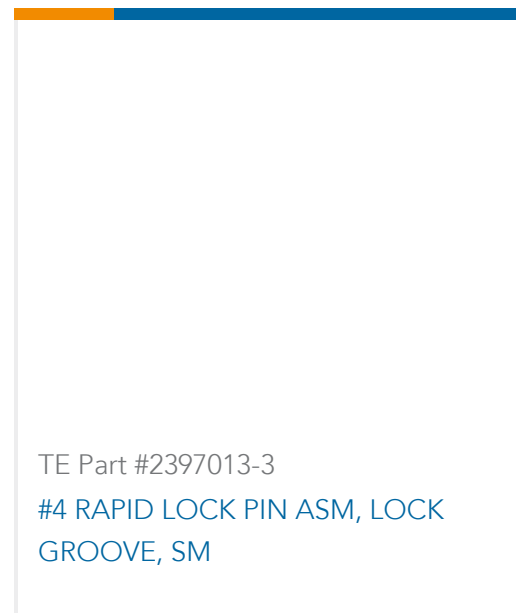 TE Part #2397013-3
#4 RAPID LOCK PIN ASM, LOCK
GROOVE, SM